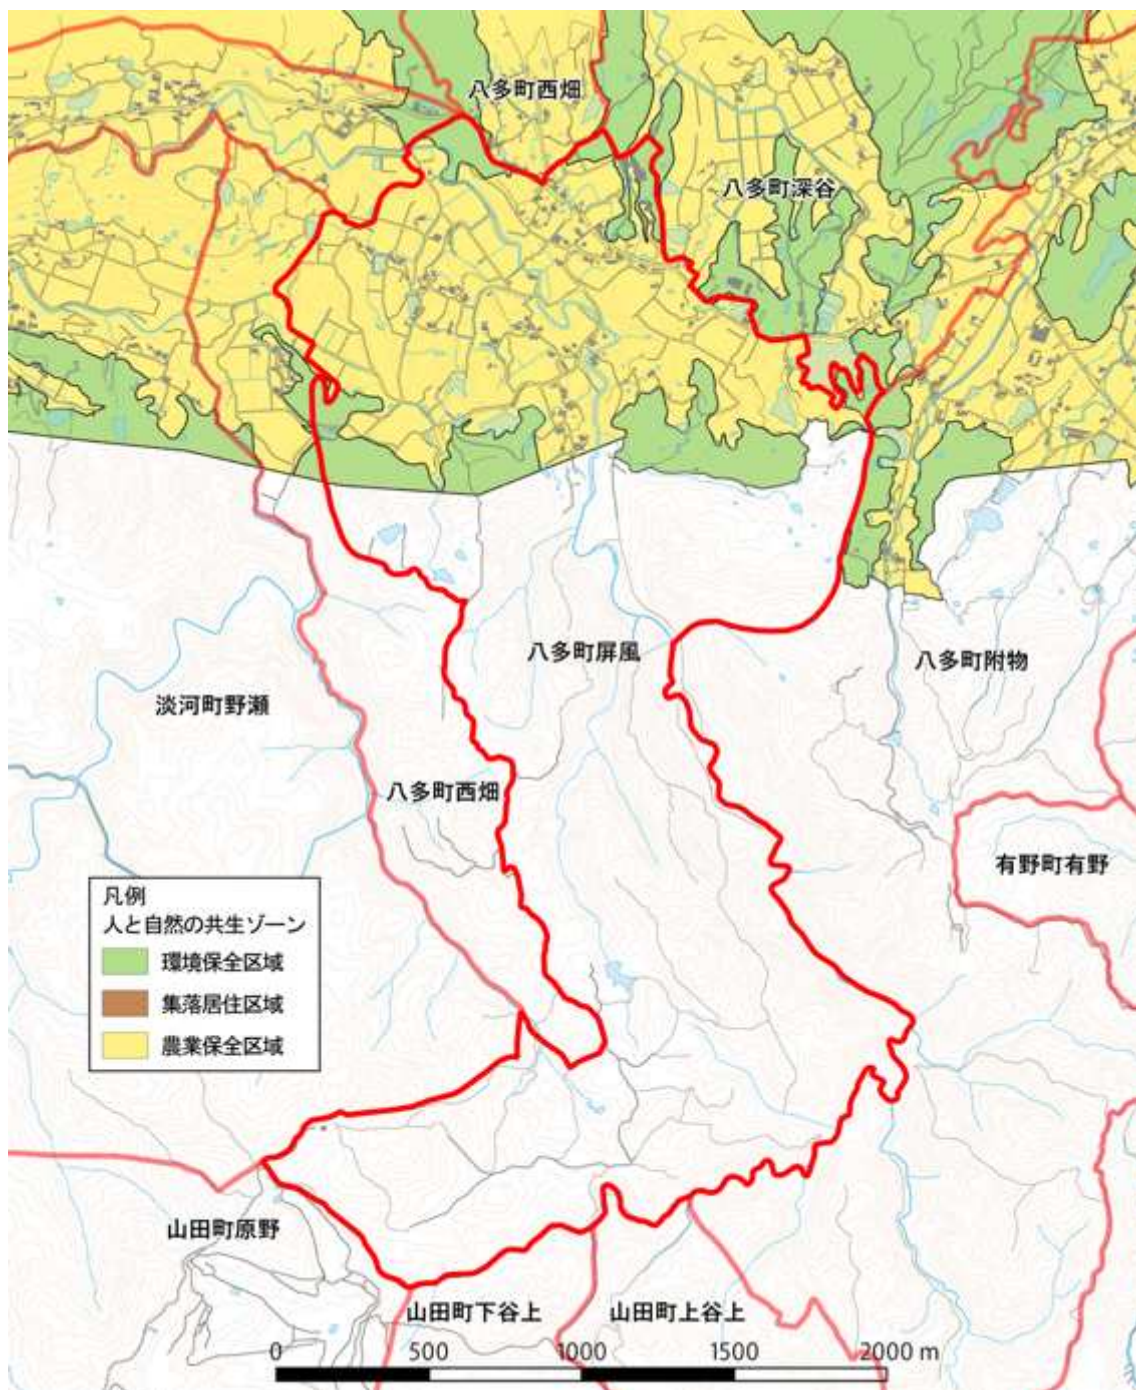 八多町西畑
八多町深谷
八多町屏風
八多町附物
淡河町野瀬
八多町西畑
有野町有野
凡例
人と自然の共生ゾーン
環境保全区域
集落居住区域
農業保全区域
山田町原野
山田町下谷上
山田町上谷上
0 500 1000 1500 2000 m